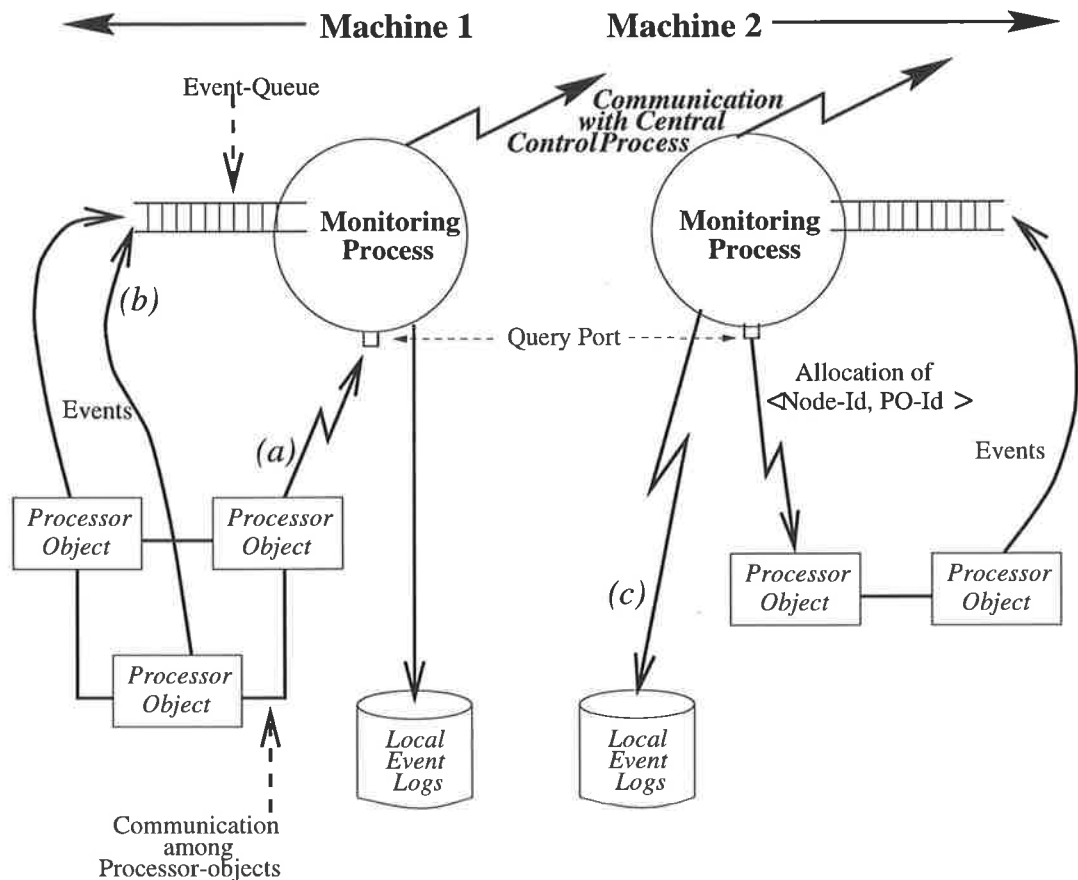 Machine 1
Machine 2
Event-Queue
Communication
with Central
Control Process
Monitoring
Process
Monitoring
Process
(b)
Query Port
Allocation of
<Node-Id, PO-Id >
Events
(a)
Events
Processor
Object
Processor
Object
(c)
Processor
Object
Processor
Object
Processor
Object
Local
Event
Logs
Local
Event
Logs
Communication
among
Processor-objects